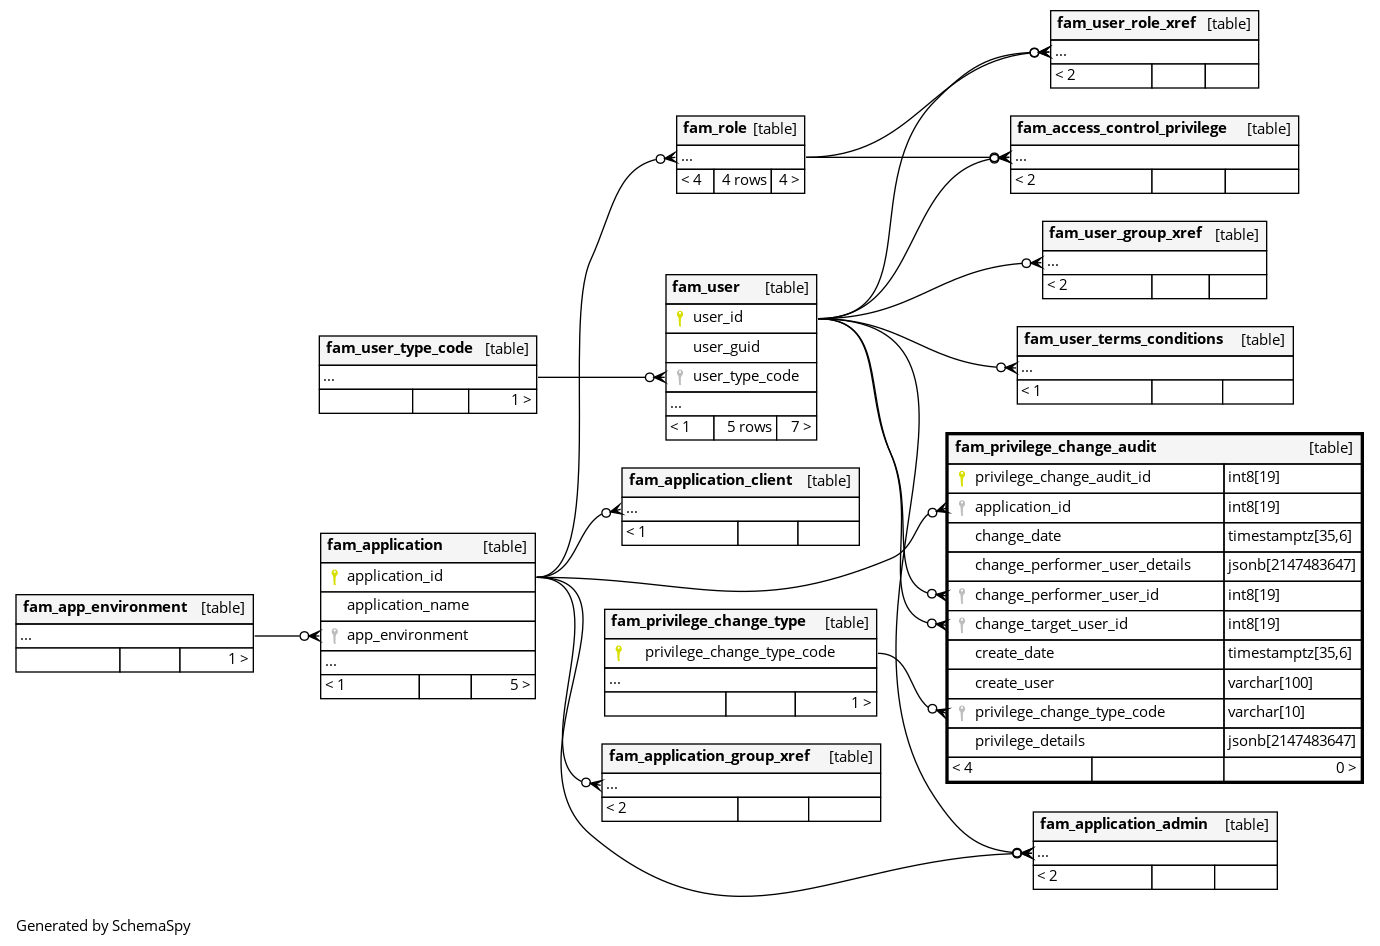 fam_user_role_xref [table]
...
< 2
fam_role [table]
...
< 4 4 rows 4 >
fam_access_control_privilege [table]
...
< 2
fam_user_group_xref [table]
...
< 2
fam_user [table]
user_id
user_guid
user_type_code
...
< 1 5 rows 7 >
fam_user_type_code [table]
...
1 >
fam_user_terms_conditions [table]
...
< 1
fam_privilege_change_audit [table]
privilege_change_audit_id int8[19]
application_id int8[19]
change_date timestamptz[35,6]
change_performer_user_details jsonb[2147483647]
change_performer_user_id int8[19]
change_target_user_id int8[19]
create_date timestamptz[35,6]
create_user varchar[100]
privilege_change_type_code varchar[10]
privilege_details jsonb[2147483647]
< 4 0 >
fam_application_client [table]
...
< 1
fam_application [table]
application_id
application_name
app_environment
...
< 1 5 >
fam_app_environment [table]
...
1 >
fam_privilege_change_type [table]
privilege_change_type_code
...
1 >
fam_application_group_xref [table]
...
< 2
fam_application_admin [table]
...
< 2
Generated by SchemaSpy